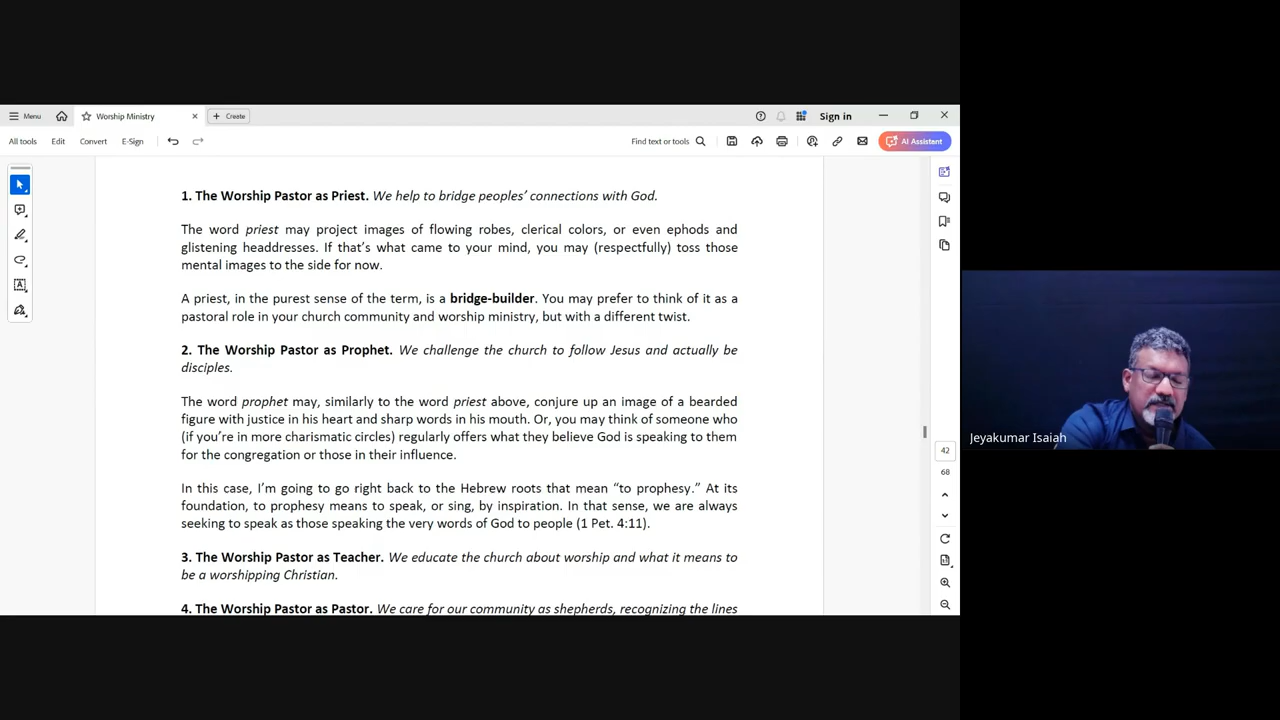 Menu
Worship Ministry
Create
Sign in
All tools
Edit
Convert
E-Sign
Find text or tools
AI Assistant
1. The Worship Pastor as Priest. We help to bridge peoples’ connections with God.
The word priest may project images of flowing robes, clerical colors, or even ephods and
glistening headdresses. If that’s what came to your mind, you may (respectfully) toss those
mental images to the side for now.
A priest, in the purest sense of the term, is a bridge-builder. You may prefer to think of it as a
pastoral role in your church community and worship ministry, but with a different twist.
2. The Worship Pastor as Prophet. We challenge the church to follow Jesus and actually be
disciples.
The word prophet may, similarly to the word priest above, conjure up an image of a bearded
figure with justice in his heart and sharp words in his mouth. Or, you may think of someone who
(if you’re in more charismatic circles) regularly offers what they believe God is speaking to them
for the congregation or those in their influence.
In this case, I’m going to go right back to the Hebrew roots that mean “to prophesy.” At its
foundation, to prophesy means to speak, or sing, by inspiration. In that sense, we are always
seeking to speak as those speaking the very words of God to people (1 Pet. 4:11).
3. The Worship Pastor as Teacher. We educate the church about worship and what it means to
be a worshipping Christian.
4. The Worship Pastor as Pastor. We care for our community as shepherds, recognizing the lines
42
68
Jeyakumar Isaiah